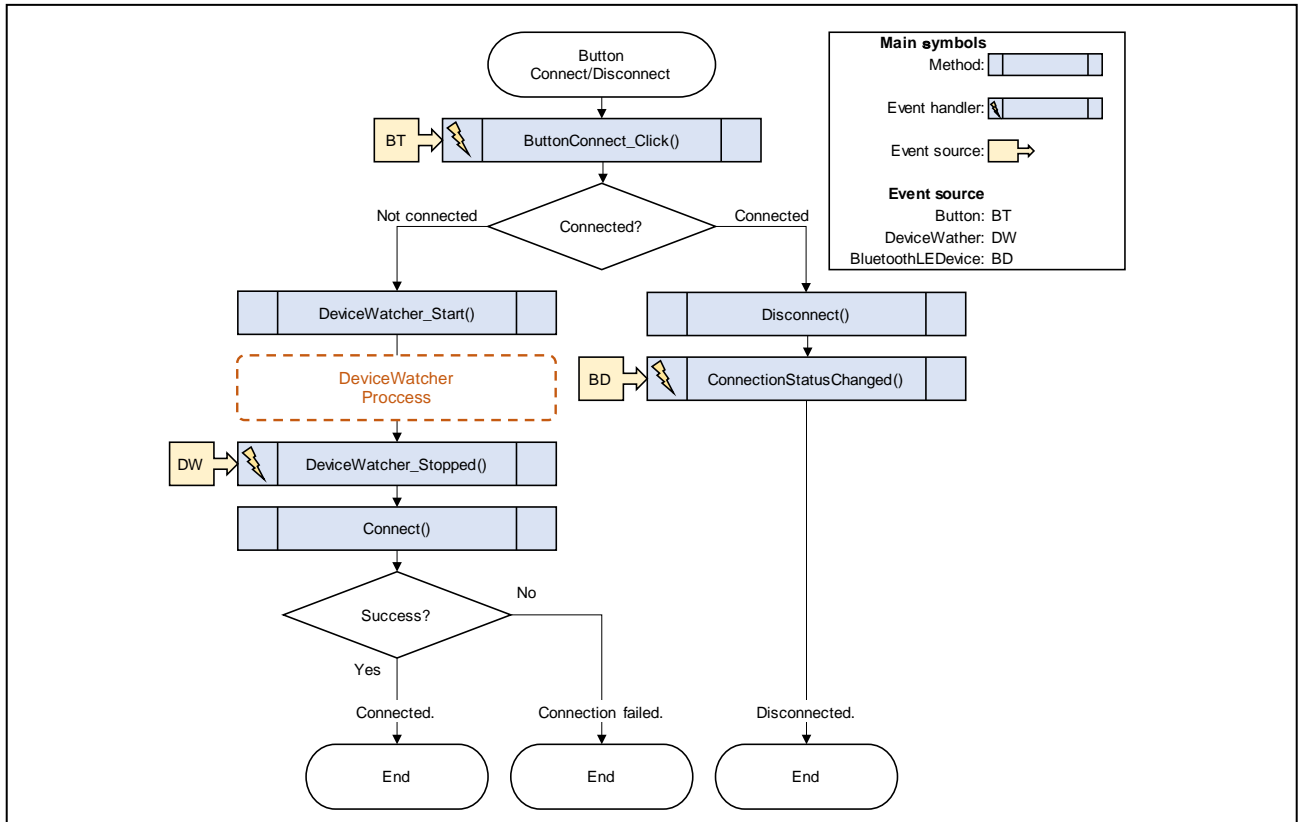 Button
Connect/Disconnect
BT
ButtonConnect_Click()
Not connected
Connected?
Connected
DeviceWatcher_Start()
Disconnect()
DeviceWatcher
Proccess
BD
ConnectionStatusChanged()
DW
DeviceWatcher_Stopped()
Connect()
Success?
No
Yes
Connected.
Connection failed.
Disconnected.
End
End
End
Main symbols
Method:
Event handler:
Event source:
Event source
Button: BT
DeviceWather: DW
BluetoothLEDevice: BD